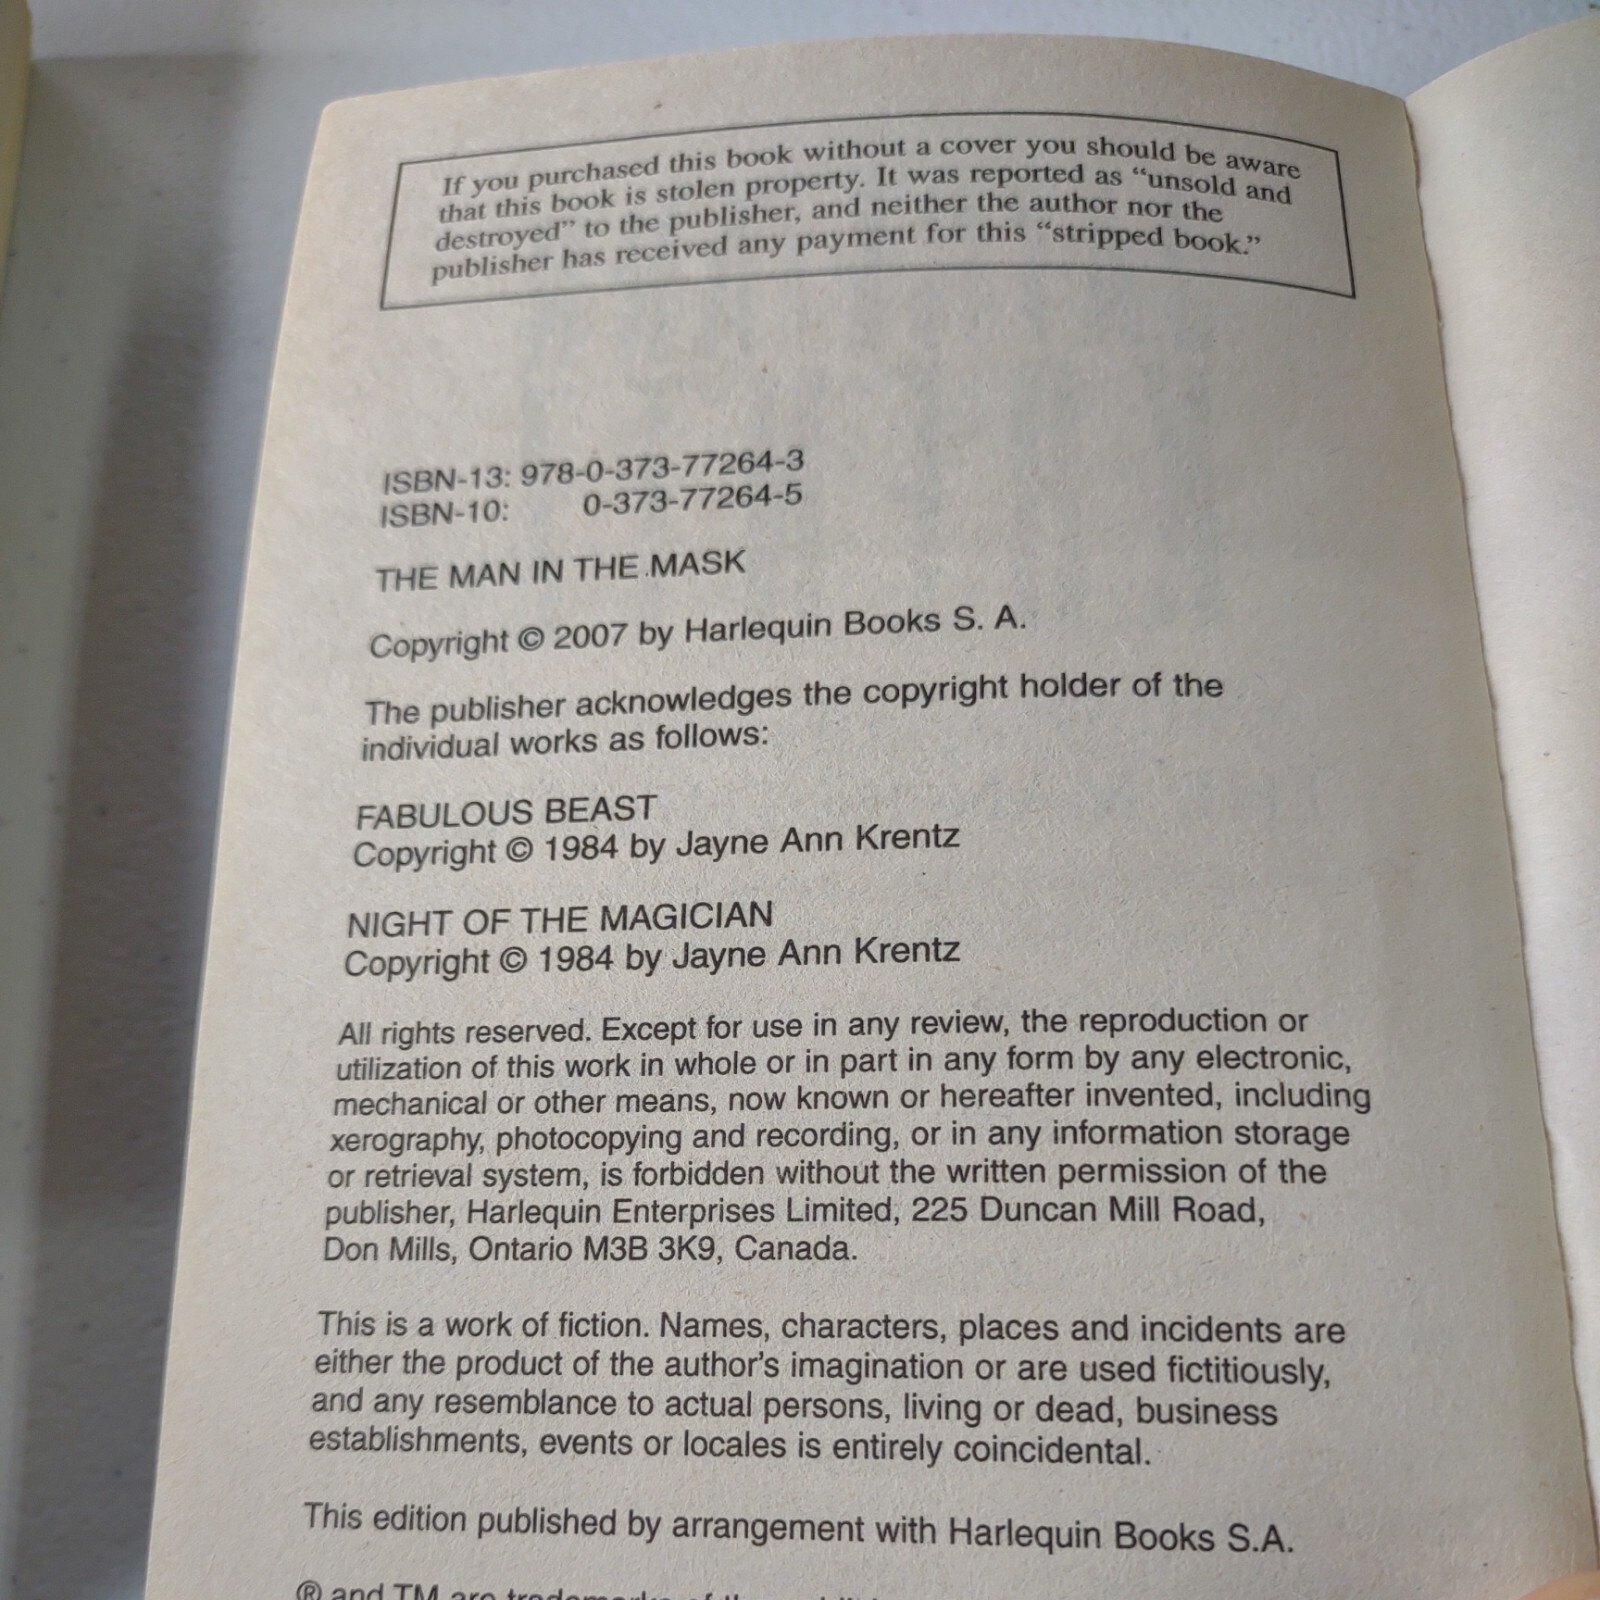 If you purchased this book without a cover you should be aware
that this book is stolen property. It was reported as “unsold and
destroyed” to the publisher, and neither the author nor the
publisher has received any payment for this “stripped book.”
ISBN-13: 978-0-373-77264-3
ISBN-10: 0-373-77264-5
THE MAN IN THE MASK
Copyright © 2007 by Harlequin Books S. A.
The publisher acknowledges the copyright holder of the
individual works as follows:
FABULOUS BEAST
Copyright © 1984 by Jayne Ann Krentz
NIGHT OF THE MAGICIAN
Copyright © 1984 by Jayne Ann Krentz
All rights reserved. Except for use in any review, the reproduction or
utilization of this work in whole or in part in any form by any electronic,
mechanical or other means, now known or hereafter invented, including
xerography, photocopying and recording, or in any information storage
or retrieval system, is forbidden without the written permission of the
publisher, Harlequin Enterprises Limited, 225 Duncan Mill Road,
Don Mills, Ontario M3B 3K9, Canada.
This is a work of fiction. Names, characters, places and incidents are
either the product of the author's imagination or are used fictitiously,
and any resemblance to actual persons, living or dead, business
establishments, events or locales is entirely coincidental.
This edition published by arrangement with Harlequin Books S.A.
® and TM are trademarks of the